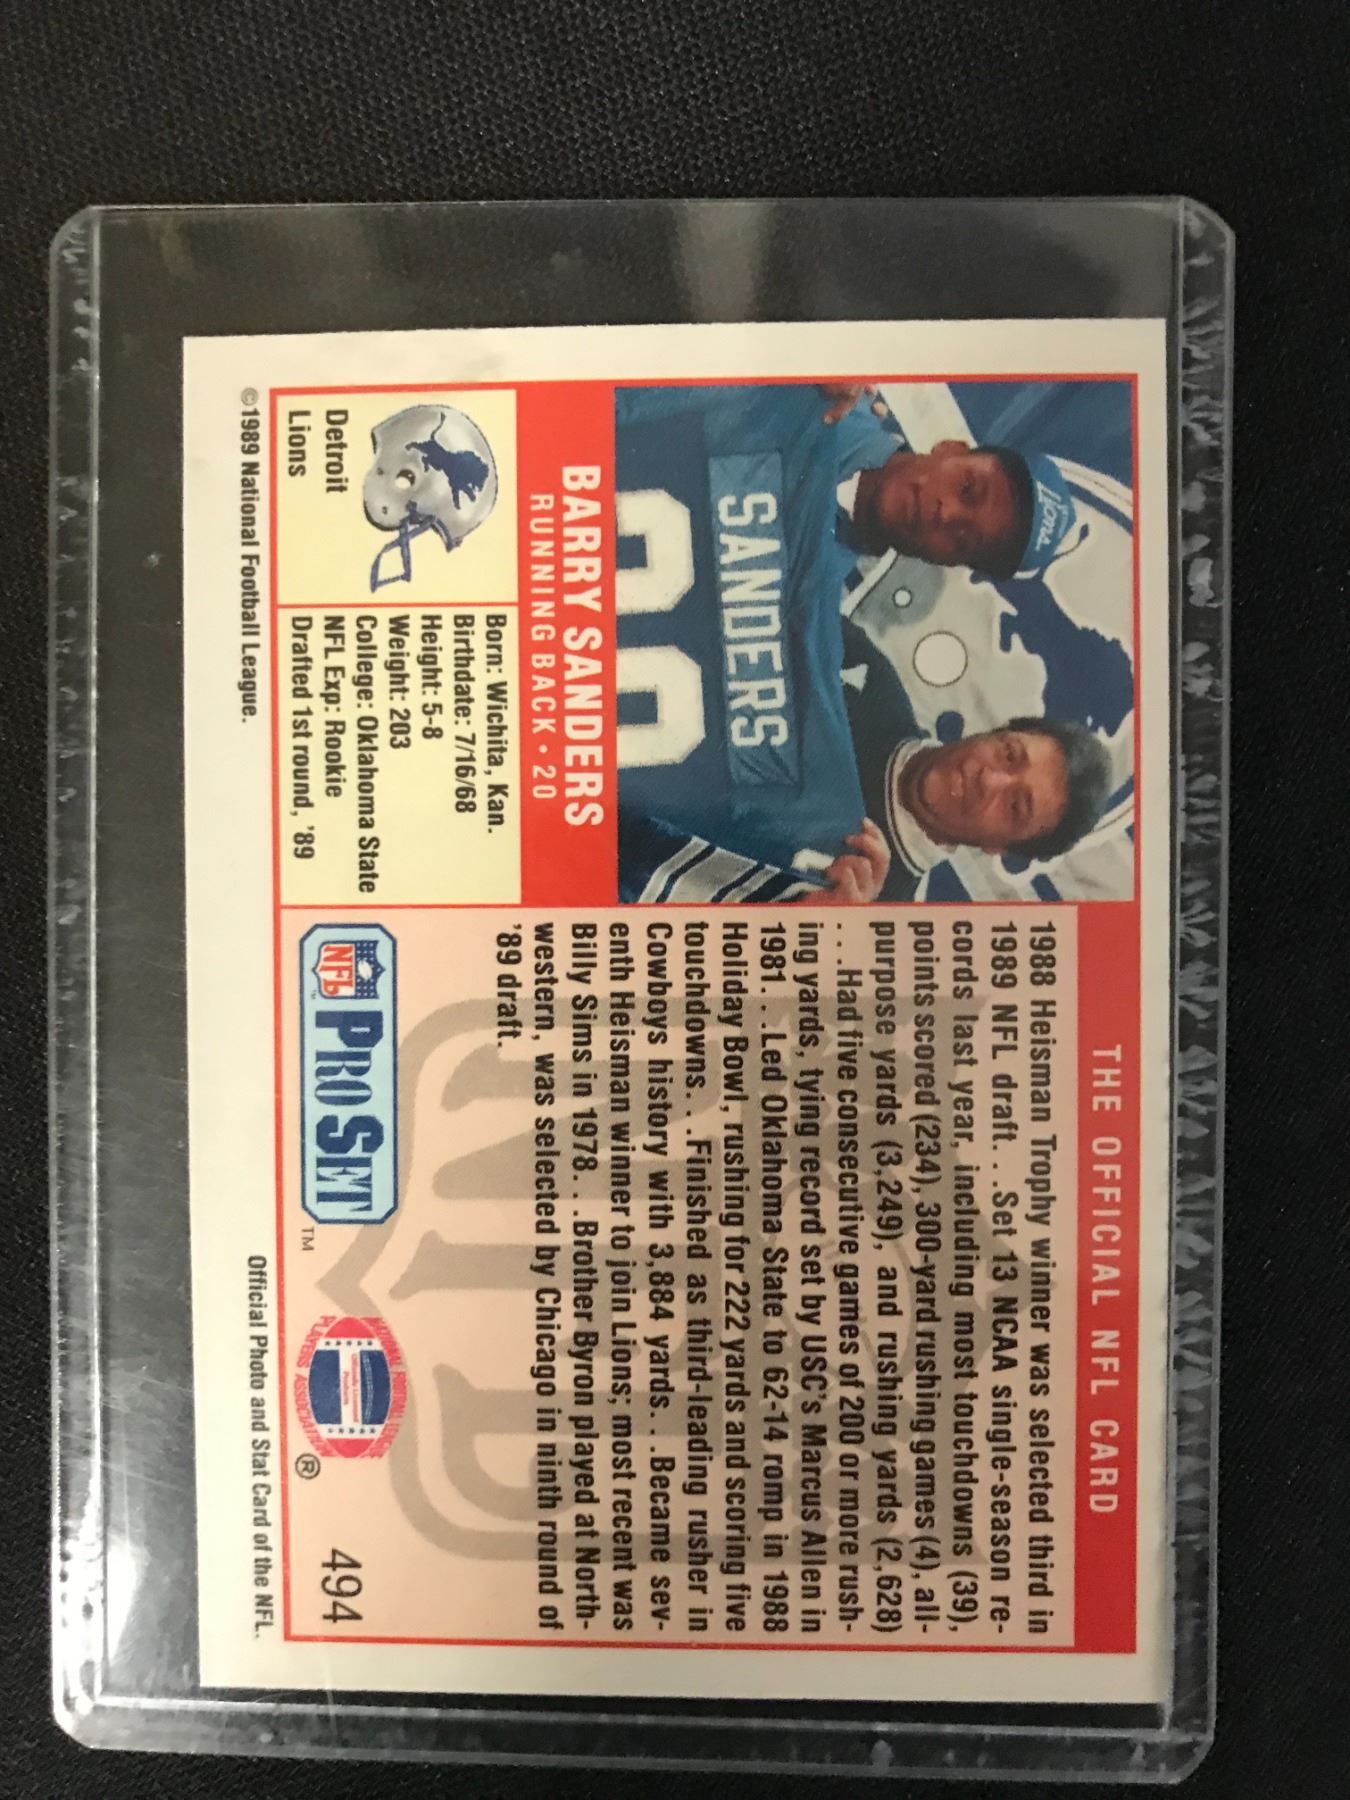 THE OFFICIAL NFL CARD
Lions
SANDERS
BARRY SANDERS
RUNNING BACK • 20
Detroit
Lions
Born: Wichita, Kan.
Birthdate: 7/16/68
Height: 5-8
Weight: 203
College: Oklahoma State
NFL Exp: Rookie
Drafted 1st round, '89
1988 Heisman Trophy winner was selected third in
1989 NFL draft. . .Set 13 NCAA single-season re-
cords last year, including most touchdowns (39),
points scored (234), 300-yard rushing games (4), all-
purpose yards (3,249), and rushing yards (2,628)
. . .Had five consecutive games of 200 or more rush-
ing yards, tying record set by USC's Marcus Allen in
1981. . .Led Oklahoma State to 62-14 romp in 1988
Holiday Bowl, rushing for 222 yards and scoring five
touchdowns. . .Finished as third-leading rusher in
Cowboys history with 3,884 yards. . .Became sev-
enth Heisman winner to join Lions; most recent was
Billy Sims in 1978. . .Brother Byron played at North-
western, was selected by Chicago in ninth round of
'89 draft.
NFL
NFL PRO SET ™
NATIONAL FOOTBALL LEAGUE
PLAYERS ASSOCIATION
®
494
©1989 National Football League.
Official Photo and Stat Card of the NFL.